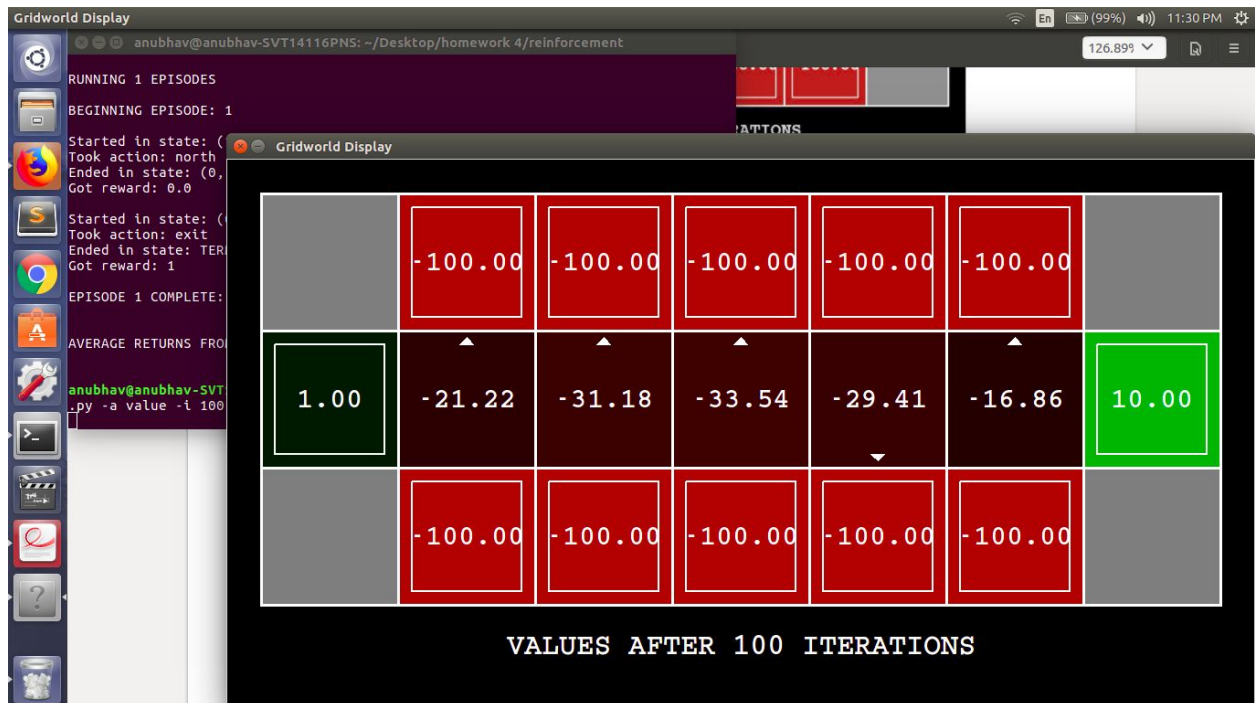 Gridworld Display
En (99%) 11:30 PM
anubhav@anubhav-SVT14116PNS: ~/Desktop/homework 4/reinforcement
126.899
RUNNING 1 EPISODES
BEGINNING EPISODE: 1
Started in state: (
Took action: north
Ended in state: (0,
Got reward: 0.0
Started in state: (
Took action: exit
Ended in state: TER
Got reward: 1
EPISODE 1 COMPLETE:
AVERAGE RETURNS FRO
anubhav@anubhav-SVT
.py -a value -i 100
Gridworld Display
-100.00 -100.00 -100.00 -100.00 -100.00
1.00 -21.22 -31.18 -33.54 -29.41 -16.86 10.00
-100.00 -100.00 -100.00 -100.00 -100.00
VALUES AFTER 100 ITERATIONS